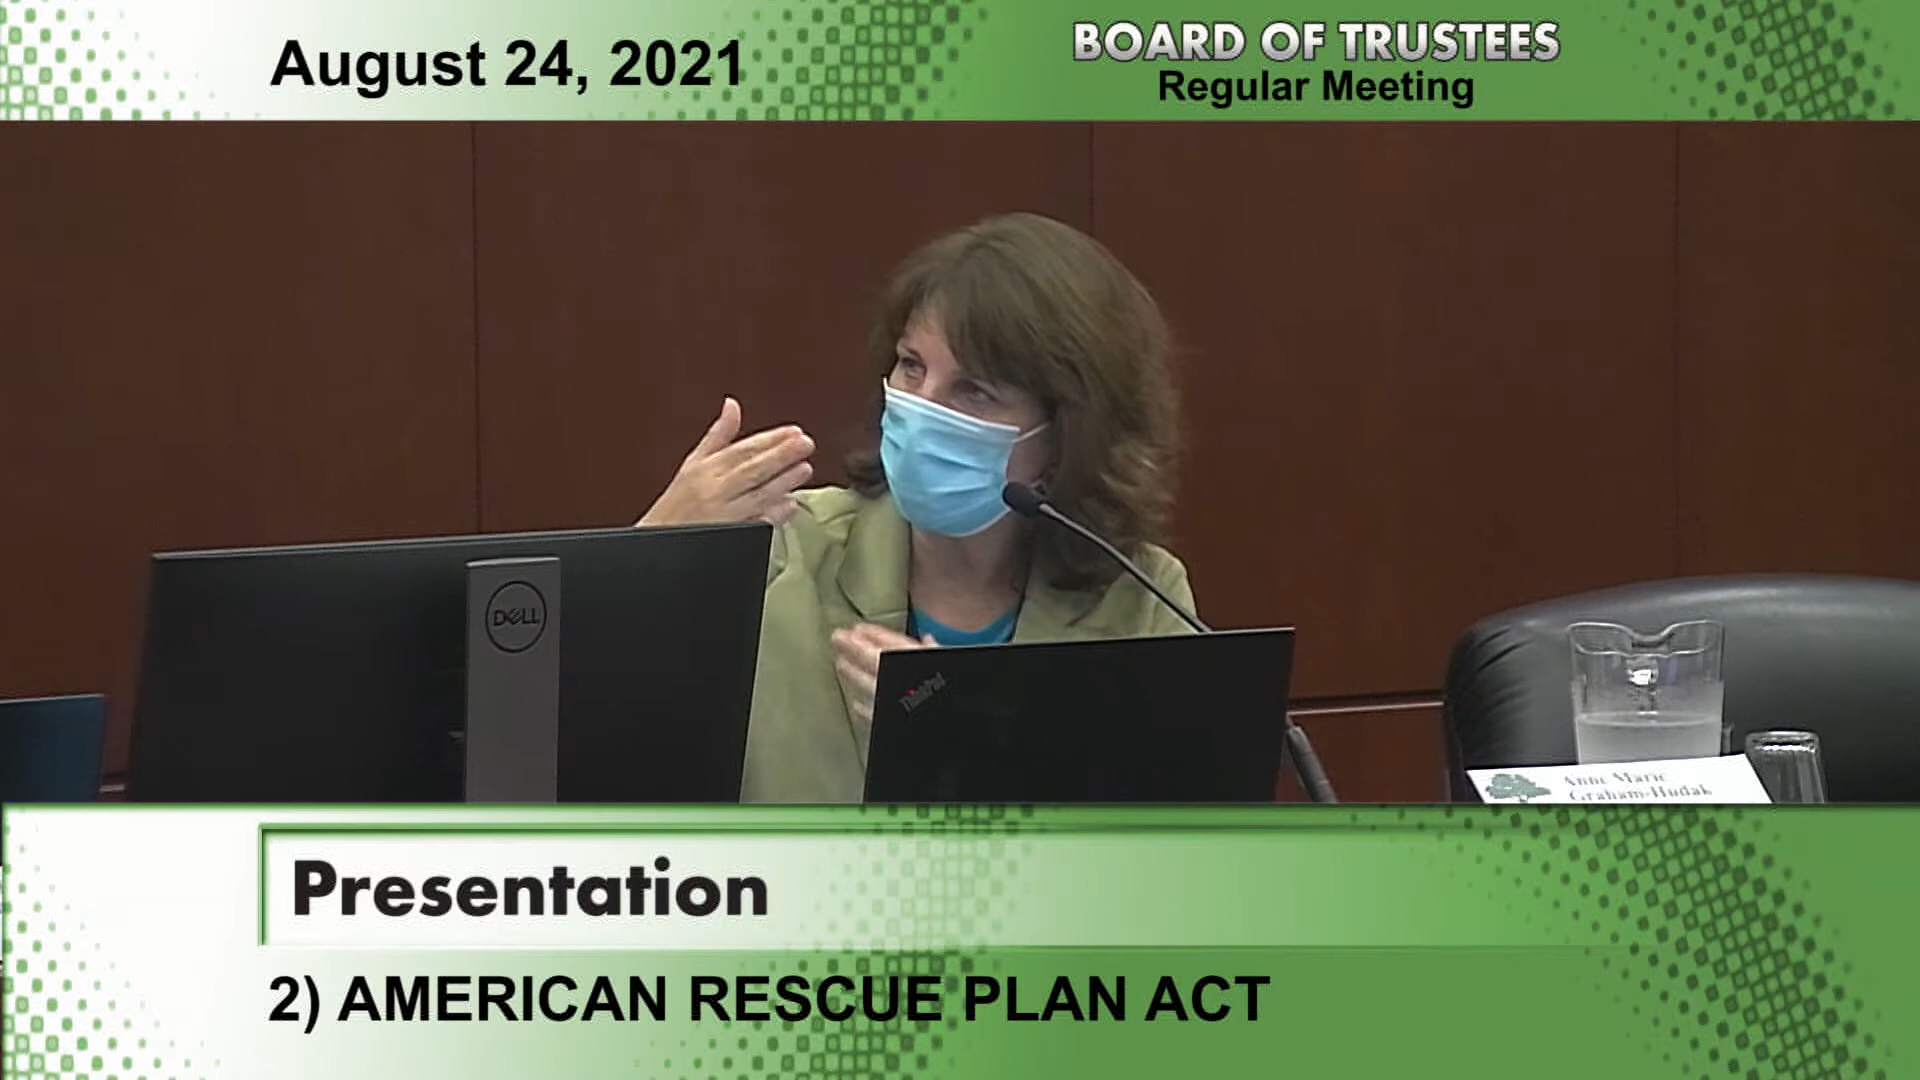 August 24, 2021
BOARD OF TRUSTEES
Regular Meeting
DELL
ThinkPad
Anne Marie
Graham-Hudak
Presentation
2) AMERICAN RESCUE PLAN ACT